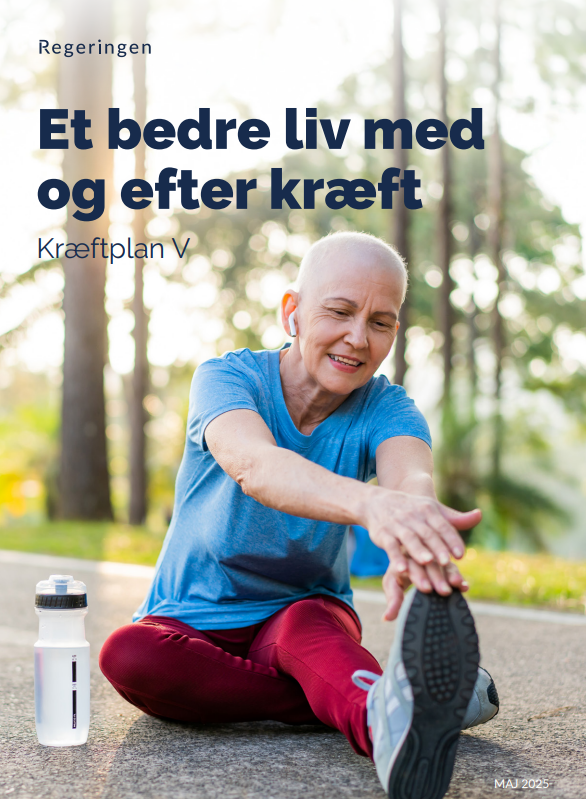 Regeringen
Et bedre liv med
og efter kræft
Kræftplan V
MAJ 2025